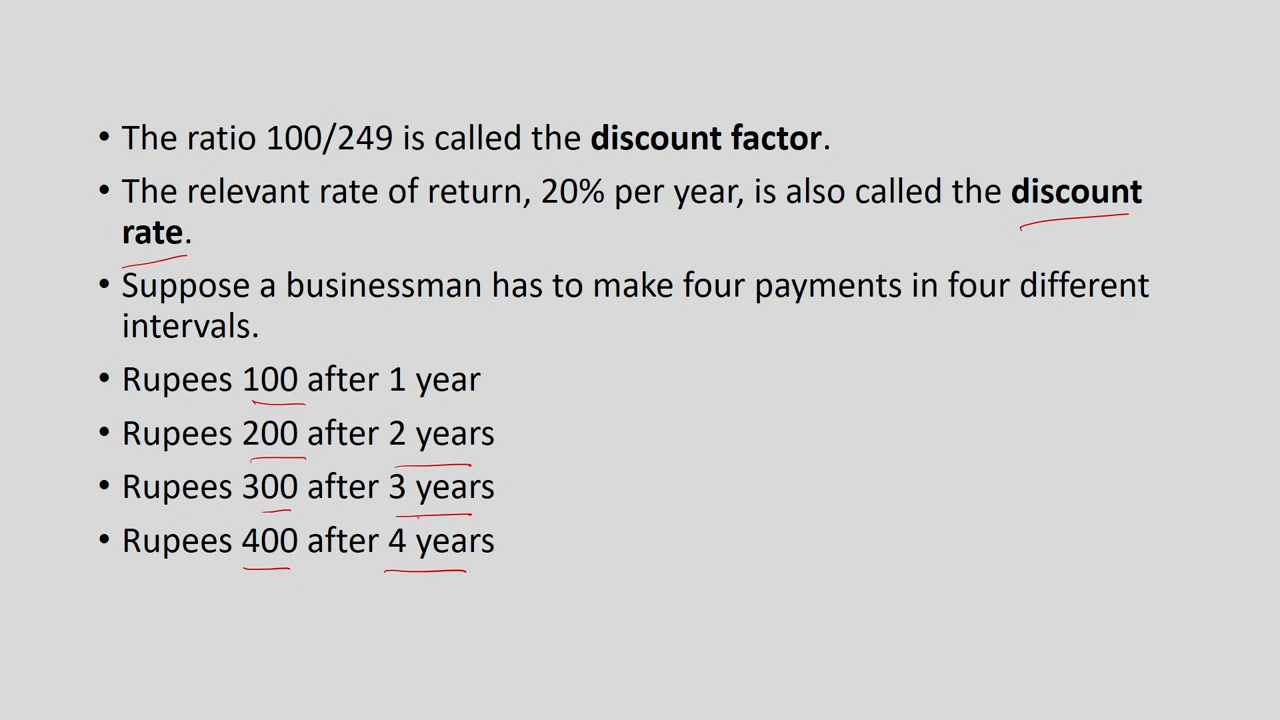 • The ratio 100/249 is called the discount factor.
• The relevant rate of return, 20% per year, is also called the discount
rate.
• Suppose a businessman has to make four payments in four different
intervals.
• Rupees 100 after 1 year
• Rupees 200 after 2 years
• Rupees 300 after 3 years
• Rupees 400 after 4 years